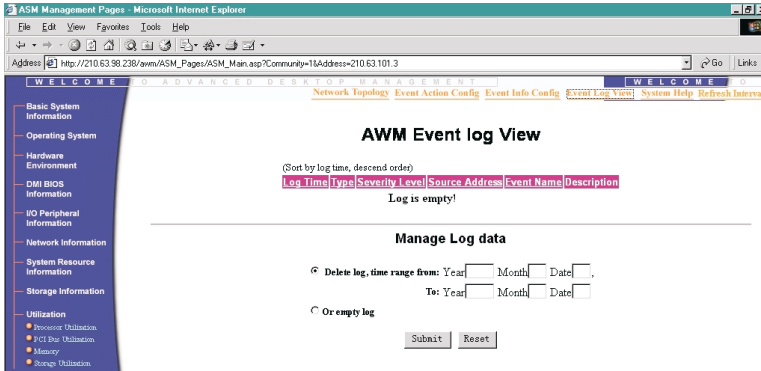 ASM Management Pages - Microsoft Internet Explorer
File Edit View Favorites Tools Help
Address http://210.63.98.238/awm/ASM_Pages/ASM_Main.asp?Community=1&Address=210.63.101.3 Go Links
WELCOME TO ADVANCED DESKTOP MANAGEMENT WELCOME TO
Network Topology Event Action Config Event Info Config Event Log View System Help Refresh Interva
Basic System
Information
Operating System
Hardware
Environment
DMI BIOS
Information
I/O Peripheral
Information
Network Information
System Resource
Information
Storage Information
Utilization
Processor Utilization
PCI Bus Utilization
Memory
Storage Utilization
AWM Event log View
(Sort by log time, descend order)
Log Time Type Severity Level Source Address Event Name Description
Log is empty!
Manage Log data
Delete log, time range from: Year Month Date ,
To: Year Month Date
Or empty log
Submit Reset